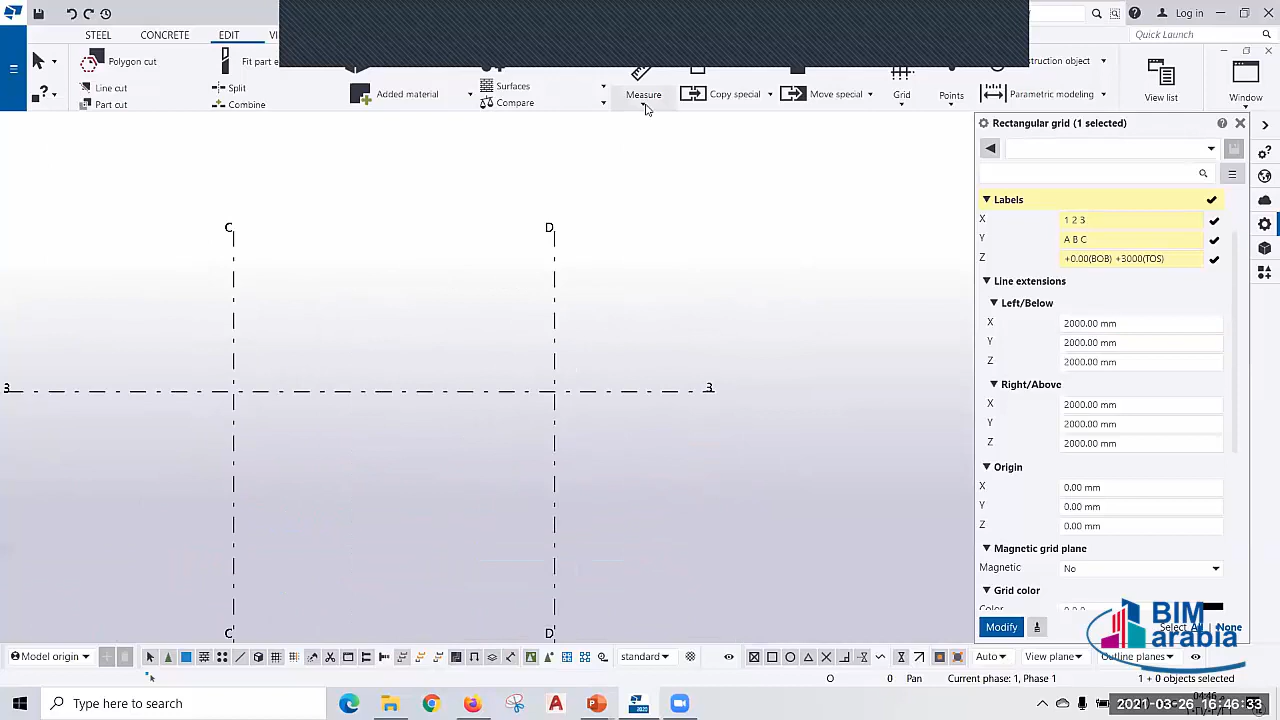 Log in
STEEL CONCRETE EDIT
Quick Launch
Polygon cut
Line cut
Part cut
Split
Combine
Added material
Surfaces
Compare
Measure
Copy special
Move special
Grid
Points
Parametric modeling
View list
Window
Rectangular grid (1 selected)
Labels
X 1 2 3
Y A B C
Z +0.00(BOB) +3000(TOS)
Line extensions
Left/Below
X 2000.00 mm
Y 2000.00 mm
Z 2000.00 mm
Right/Above
X 2000.00 mm
Y 2000.00 mm
Z 2000.00 mm
Origin
X 0.00 mm
Y 0.00 mm
Z 0.00 mm
Magnetic grid plane
Magnetic No
Grid color
Modify
None
BIM
arabia
C D
3 3
C D
Model origin
standard
Auto
View plane
Outline planes
O 0 Pan Current phase: 1, Phase 1 1 + 0 objects selected
Type here to search
2021-03-26 16:46:33